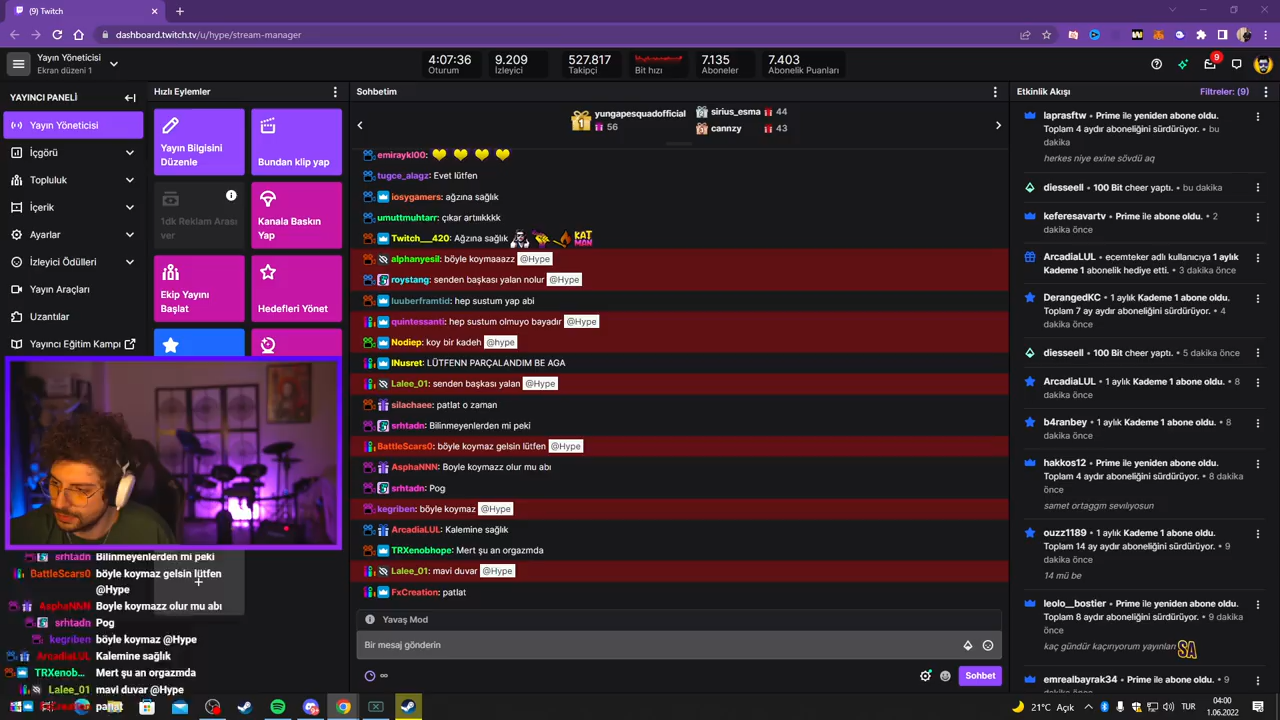 (9) Twitch
dashboard.twitch.tv/u/hype/stream-manager
Yayın Yöneticisi
Ekran düzeni 1
4:07:36
Oturum
9.209
İzleyici
527.817
Takipçi
Bit hızı
7.135
Aboneler
7.403
Abonelik Puanları
9
YAYINCI PANELİ
Yayın Yöneticisi
İçgörü
Topluluk
İçerik
Ayarlar
İzleyici Ödülleri
Yayın Araçları
Uzantılar
Yayıncı Eğitim Kampı
Hızlı Eylemler
Yayın Bilgisini
Düzenle
Bundan klip yap
1dk Reklam Arası
ver
Kanala Baskın
Yap
Ekip Yayını
Başlat
Hedefleri Yönet
Bilinmeyenlerden mi peki
srhtadn
BattleScars0 böyle koymaz gelsin lütfen
@Hype
AsphaNNN Boyle koymazz olur mu abı
srhtadn Pog
kegriben böyle koymaz @Hype
ArcadiaLUL Kalemine sağlık
TRXenob... Mert şu an orgazmda
Lalee_01 mavi duvar @Hype
FxCreation patlat
Sohbetim
1
yungapesquadofficial
56
sirius_esma 44
cannzy 43
emiraykl00:
tugce_alagz: Evet lütfen
iosygamers: ağzına sağlık
umuttmuhtarr: çıkar artıııkkkk
Twitch___420: Ağzına sağlık KAT MAN
alphanyesil: böyle koymaaazz @Hype
roystang: senden başkası yalan nolur @Hype
luuberframtid: hep sustum yap abi
quintessanti: hep sustum olmuyo bayadır @Hype
Nodiep: koy bir kadeh @hype
INusret: LÜTFENN PARÇALANDIM BE AGA
Lalee_01: senden başkası yalan @Hype
silachaee: patlat o zaman
srhtadn: Bilinmeyenlerden mi peki
BattleScars0: böyle koymaz gelsin lütfen @Hype
AsphaNNN: Boyle koymazz olur mu abı
srhtadn: Pog
kegriben: böyle koymaz @Hype
ArcadiaLUL: Kalemine sağlık
TRXenobhope: Mert şu an orgazmda
Lalee_01: mavi duvar @Hype
FxCreation: patlat
Yavaş Mod
Bir mesaj gönderin
Sohbet
Etkinlik Akışı
Filtreler: (9)
laprasftw • Prime ile yeniden abone oldu.
Toplam 4 aydır aboneliğini sürdürüyor. • bu
dakika
herkes niye exine sövdü aq
diesseell • 100 Bit cheer yaptı. • bu dakika
keferesavartv • Prime ile abone oldu. • 2
dakika önce
ArcadiaLUL • ecemteker adlı kullanıcıya 1 aylık
Kademe 1 abonelik hediye etti. • 3 dakika önce
DerangedKC • 1 aylık Kademe 1 abone oldu.
Toplam 7 ay aydır aboneliğini sürdürüyor. • 4
dakika önce
diesseell • 100 Bit cheer yaptı. • 5 dakika önce
ArcadiaLUL • 1 aylık Kademe 1 abone oldu. • 8
dakika önce
b4ranbey • 1 aylık Kademe 1 abone oldu. • 8
dakika önce
hakkos12 • Prime ile yeniden abone oldu.
Toplam 4 aydır aboneliğini sürdürüyor. • 8 dakika
önce
samet ortaggm sevılıyosun
ouzz1189 • 1 aylık Kademe 1 abone oldu.
Toplam 14 ay aydır aboneliğini sürdürüyor. • 9
dakika önce
14 mü be
leolo__bostier • Prime ile yeniden abone oldu.
Toplam 8 aydır aboneliğini sürdürüyor. • 9 dakika
önce
kaç gündür kaçırıyorum yayınları SA
emrealbayrak34 • Prime ile abone oldu. • 9
21°C Açık
TUR
04:00
1.06.2022